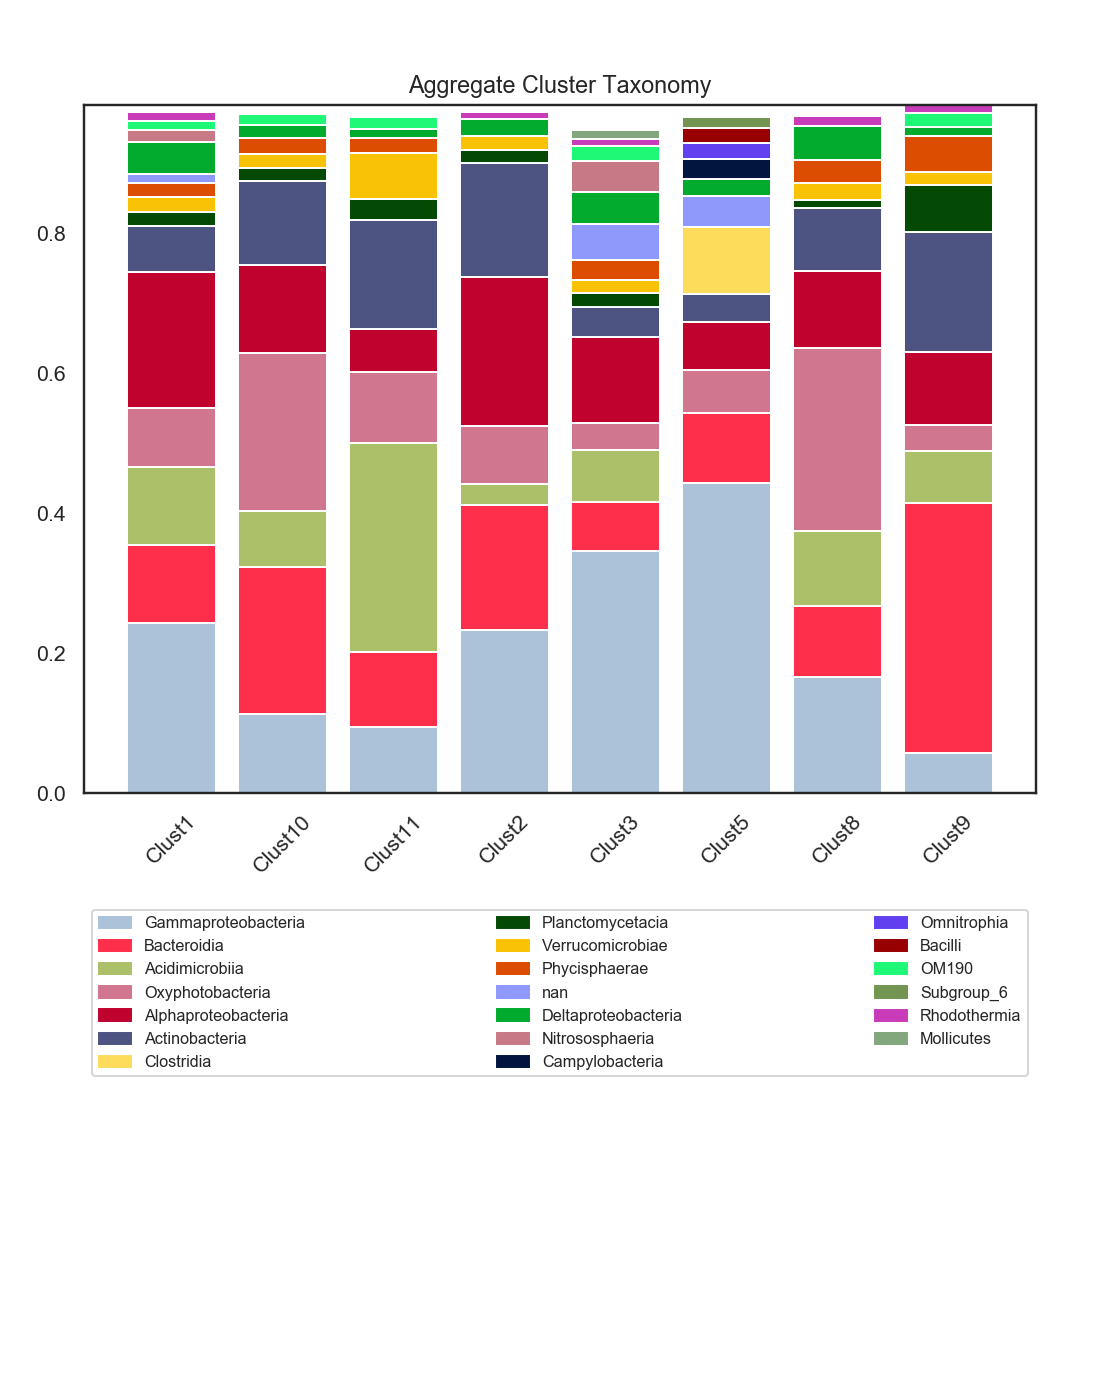 Aggregate Cluster Taxonomy
0.8
0.6
0.4
0.2
0.0
Clust1 Clust10 Clust11 Clust2 Clust3 Clust5 Clust8 Clust9
Gammaproteobacteria
Bacteroidia
Acidimicrobiia
Oxyphotobacteria
Alphaproteobacteria
Actinobacteria
Clostridia
Planctomycetacia
Verrucomicrobiae
Phycisphaerae
nan
Deltaproteobacteria
Nitrososphaeria
Campylobacteria
Omnitrophia
Bacilli
OM190
Subgroup_6
Rhodothermia
Mollicutes